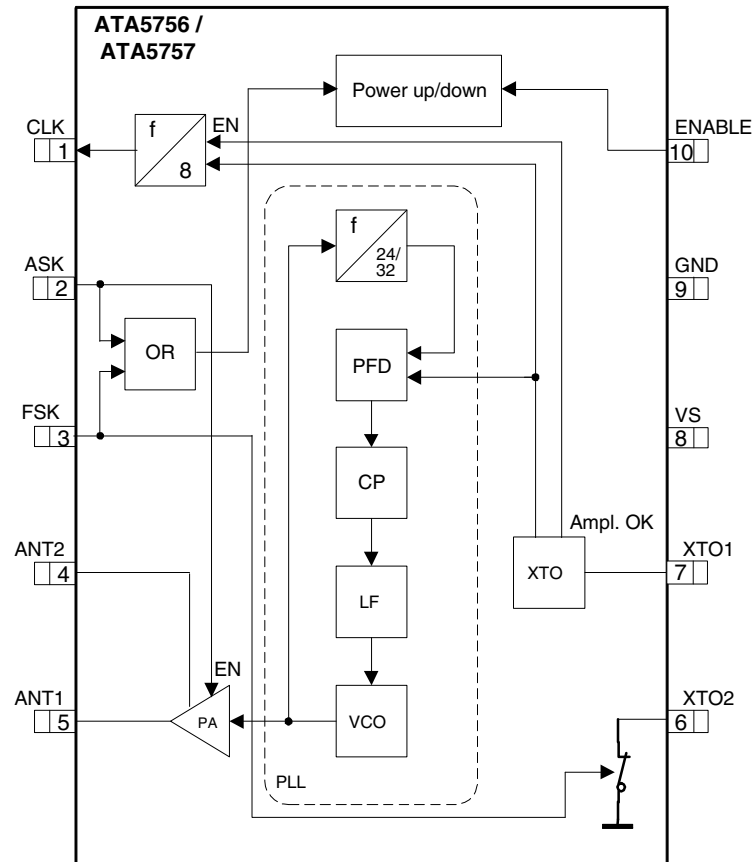 ATA5756 /
ATA5757
Power up/down
CLK
1
f
8
EN
ENABLE
10
f
24/
32
ASK
2
GND
9
OR
PFD
FSK
3
VS
8
CP
Ampl. OK
ANT2
4
XTO
XTO1
7
LF
EN
ANT1
5
PA
VCO
XTO2
6
PLL